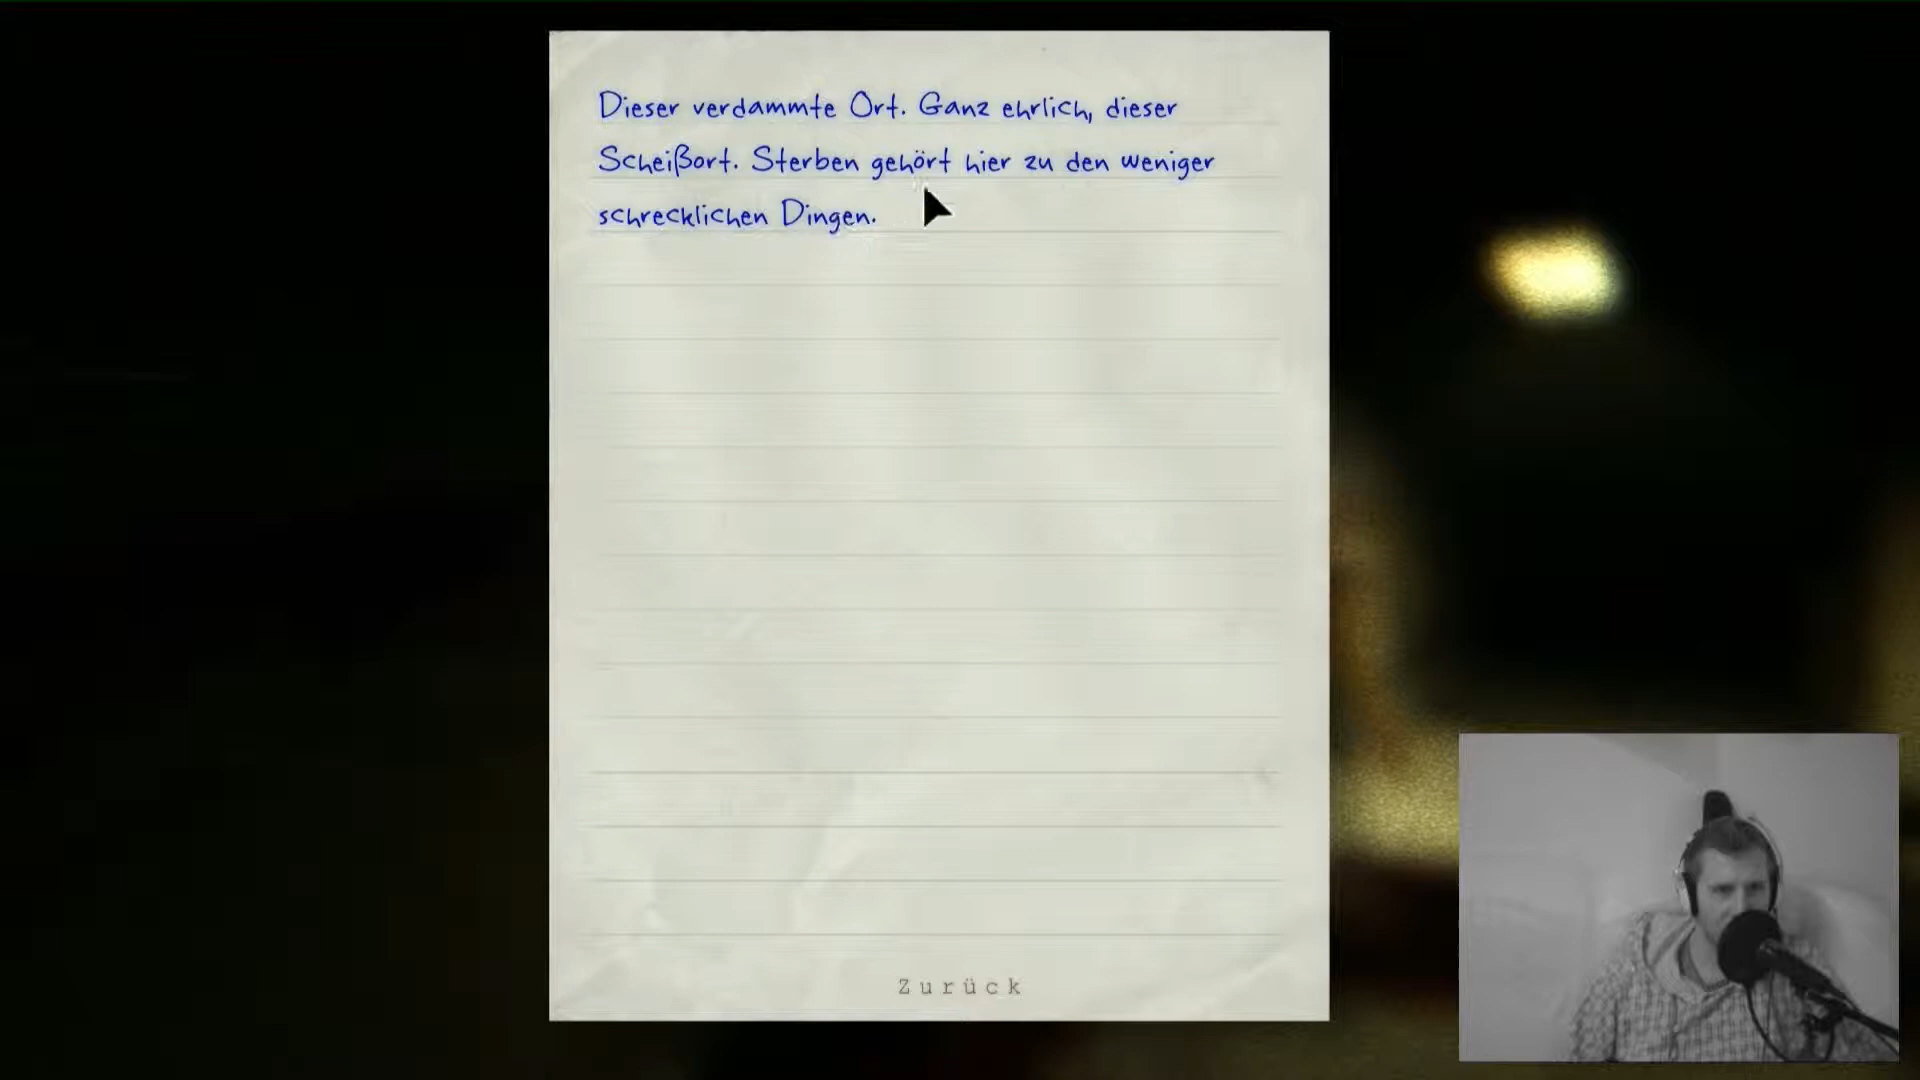 Dieser verdammte Ort. Ganz ehrlich, dieser
Scheißort. Sterben gehört hier zu den weniger
schrecklichen Dingen.
Zurück